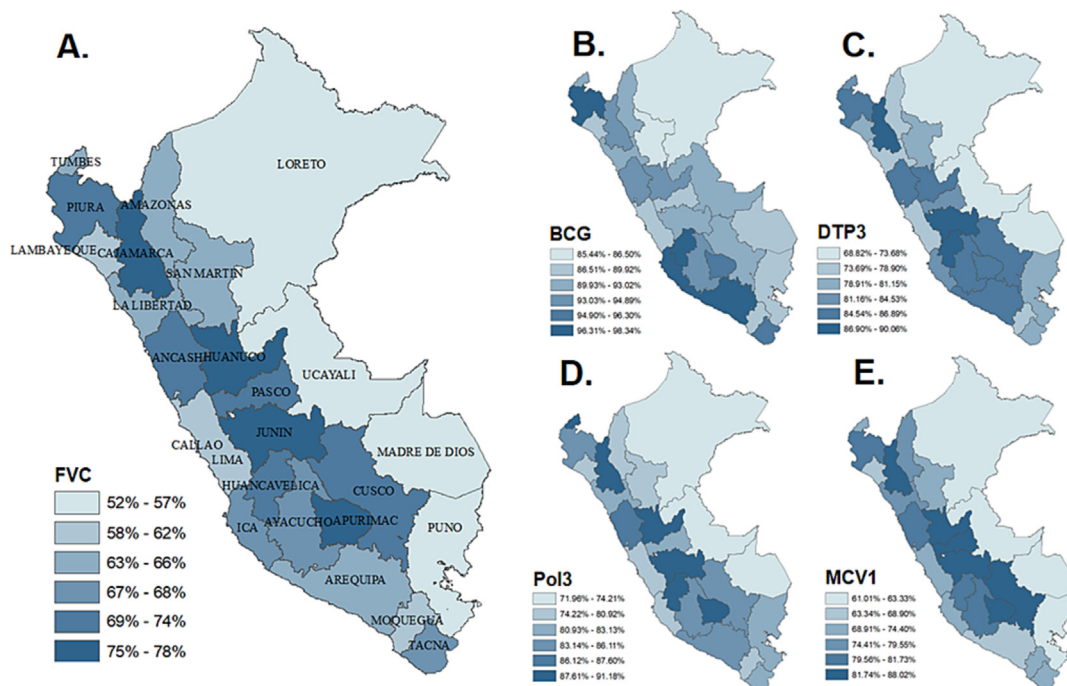 A.
LORETO
TUMBES
PIURA
AMAZONAS
LAMBAYEQUE
CAJAMARCA
SAN MARTIN
LA LIBERTAD
ANCASH
HUANUCO
UCAYALI
PASCO
CALLAO
LIMA
JUNIN
MADRE DE DIOS
HUANCAVELICA
CUSCO
ICA
AYACUCHO
APURIMAC
PUNO
AREQUIPA
MOQUEGUA
TACNA
FVC
52% - 57%
58% - 62%
63% - 66%
67% - 68%
69% - 74%
75% - 78%
B.
BCG
85.44% - 86.50%
86.51% - 89.92%
89.93% - 93.02%
93.03% - 94.89%
94.90% - 96.30%
96.31% - 98.34%
C.
DTP3
68.82% - 73.68%
73.69% - 78.90%
78.91% - 81.15%
81.16% - 84.53%
84.54% - 86.89%
86.90% - 90.06%
D.
Pol3
71.96% - 74.21%
74.22% - 80.92%
80.93% - 83.13%
83.14% - 86.11%
86.12% - 87.60%
87.61% - 91.18%
E.
MCV1
61.01% - 63.33%
63.34% - 68.90%
68.91% - 74.40%
74.41% - 79.55%
79.56% - 81.73%
81.74% - 88.02%